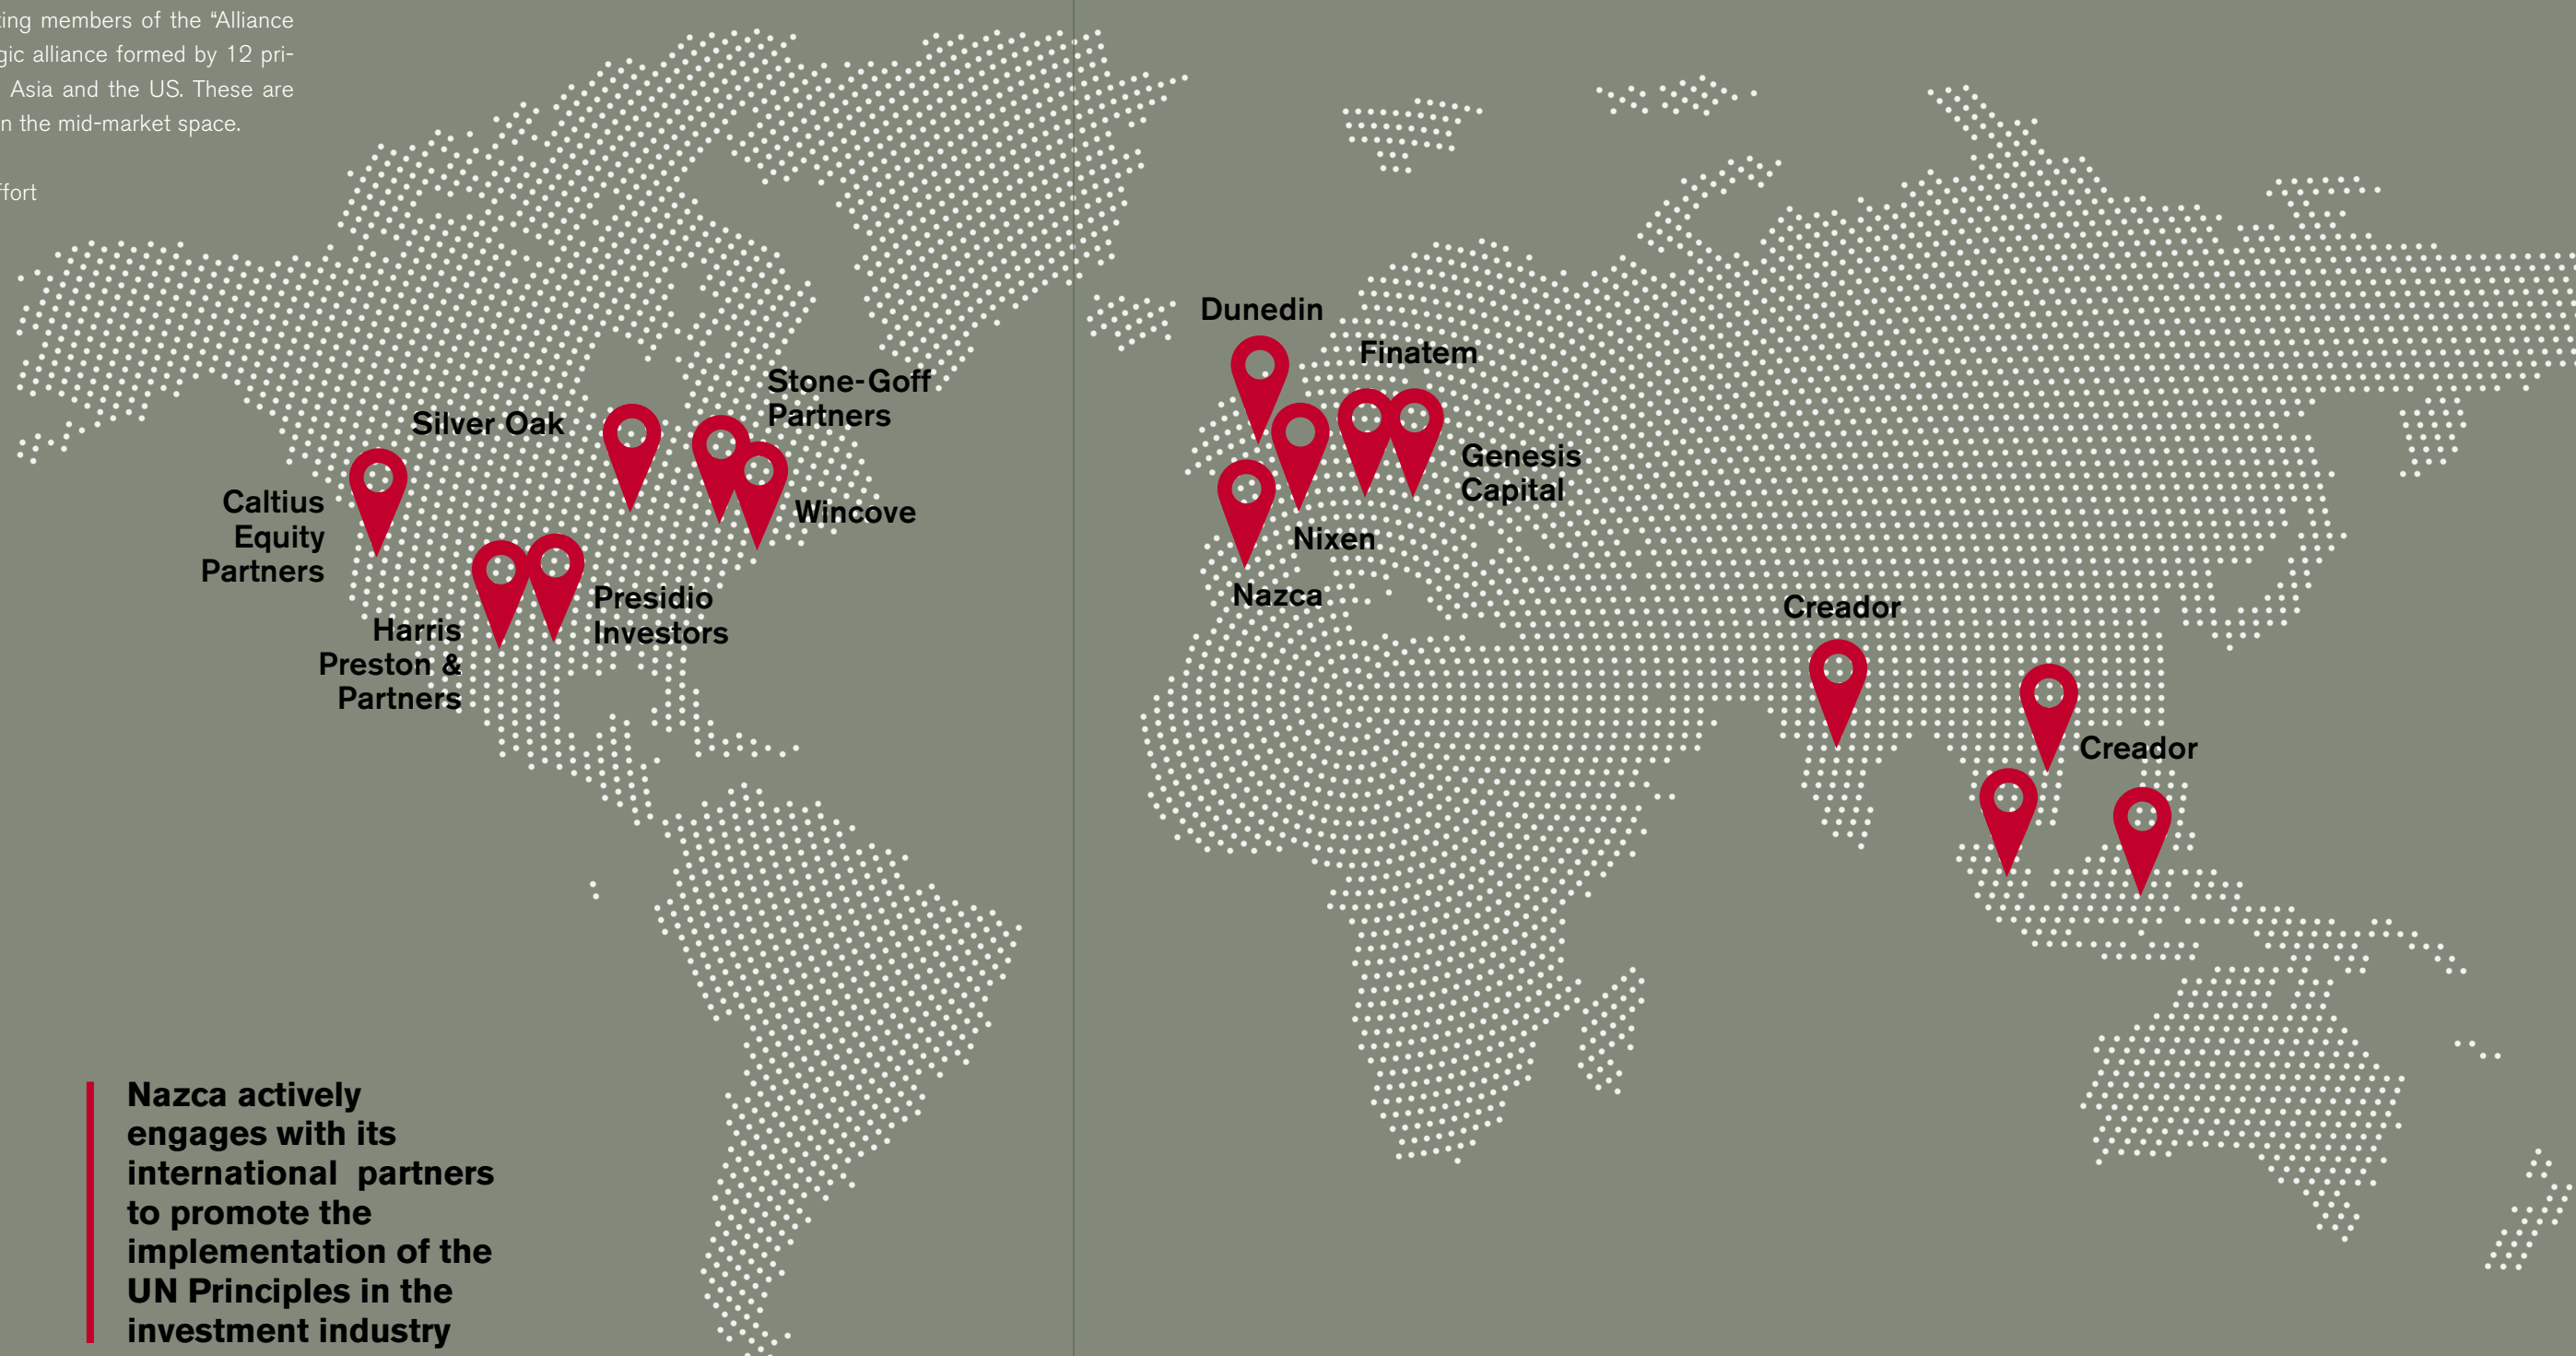 ting members of the “Alliance
gic alliance formed by 12 pri-
Asia and the US. These are
n the mid-market space.
ffort
Dunedin
Finatem
Stone-Goff
Partners
Silver Oak
Genesis
Capital
Caltius
Equity
Partners
Wincove
Nixen
Nazca
Presidio
Investors
Creador
Harris
Preston &
Partners
Creador
Nazca actively
engages with its
international partners
to promote the
implementation of the
UN Principles in the
investment industry